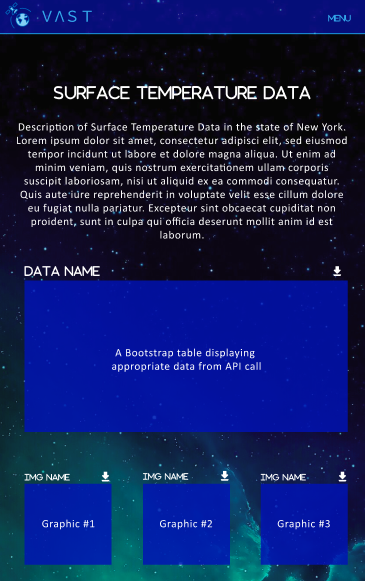 VAST
MENU
SURFACE TEMPERATURE DATA
Description of Surface Temperature Data in the state of New York.
Lorem ipsum dolor sit amet, consectetur adipisci elit, sed eiusmod
tempor incidunt ut labore et dolore magna aliqua. Ut enim ad
minim veniam, quis nostrum exercitationem ullam corporis
suscipit laboriosam, nisi ut aliquid ex ea commodi consequatur.
Quis aute iure reprehenderit in voluptate velit esse cillum dolore
eu fugiat nulla pariatur. Excepteur sint obcaecat cupiditat non
proident, sunt in culpa qui officia deserunt mollit anim id est
laborum.
DATA NAME
A Bootstrap table displaying
appropriate data from API call
IMG NAME
IMG NAME
IMG NAME
Graphic #1
Graphic #2
Graphic #3